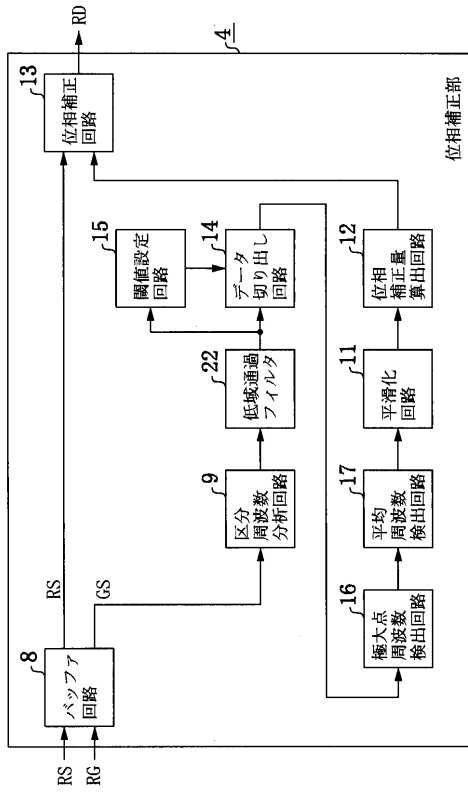 4
RD
13
位相補正
回路
位相補正部
RS
15
閾値設定
回路
14
データ
切り出し
回路
12
位相
補正量
算出回路
22
低域通過
フィルタ
11
平滑化
回路
9
区分
周波数
分析回路
17
平均
周波数
検出回路
GS
16
極大点
周波数
検出回路
8
バッファ
回路
RS
RG